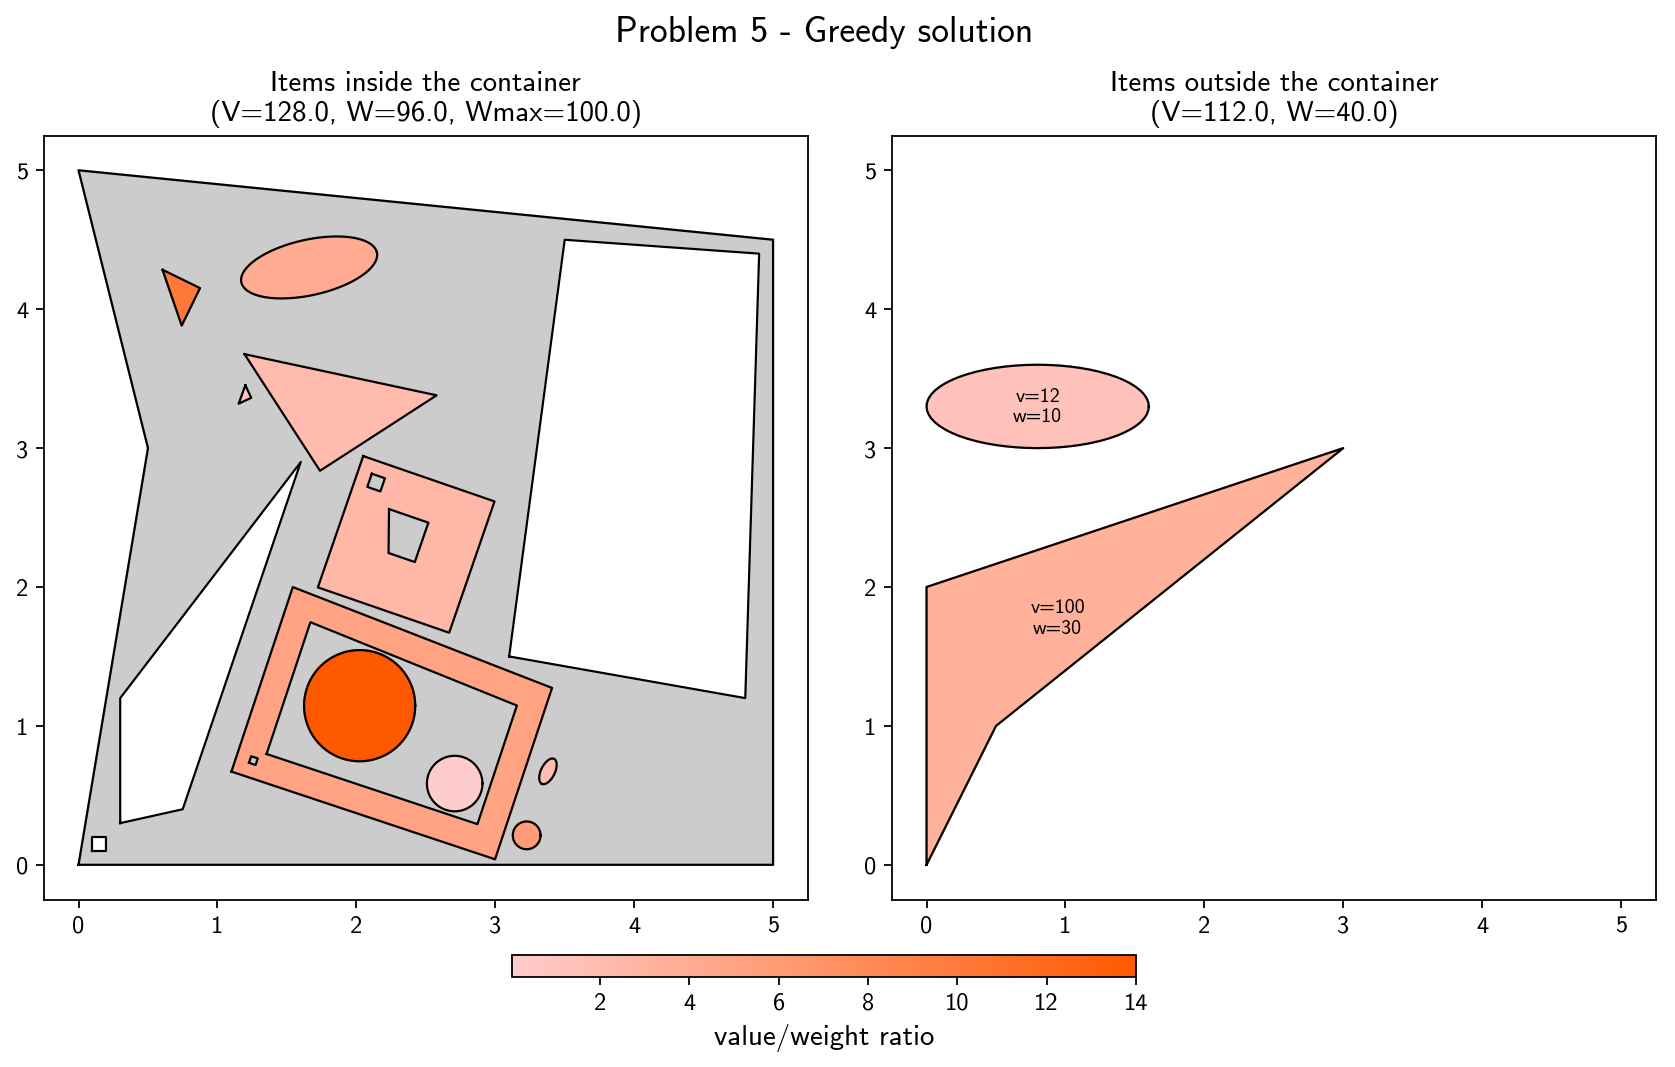 Problem 5 - Greedy solution
Items inside the container
(V=128.0, W=96.0, Wmax=100.0)
5
4
3
2
1
0
0 1 2 3 4 5
Items outside the container
(V=112.0, W=40.0)
5
4
3
2
1
0
v=12
w=10
v=100
w=30
0 1 2 3 4 5
2 4 6 8 10 12 14
value/weight ratio